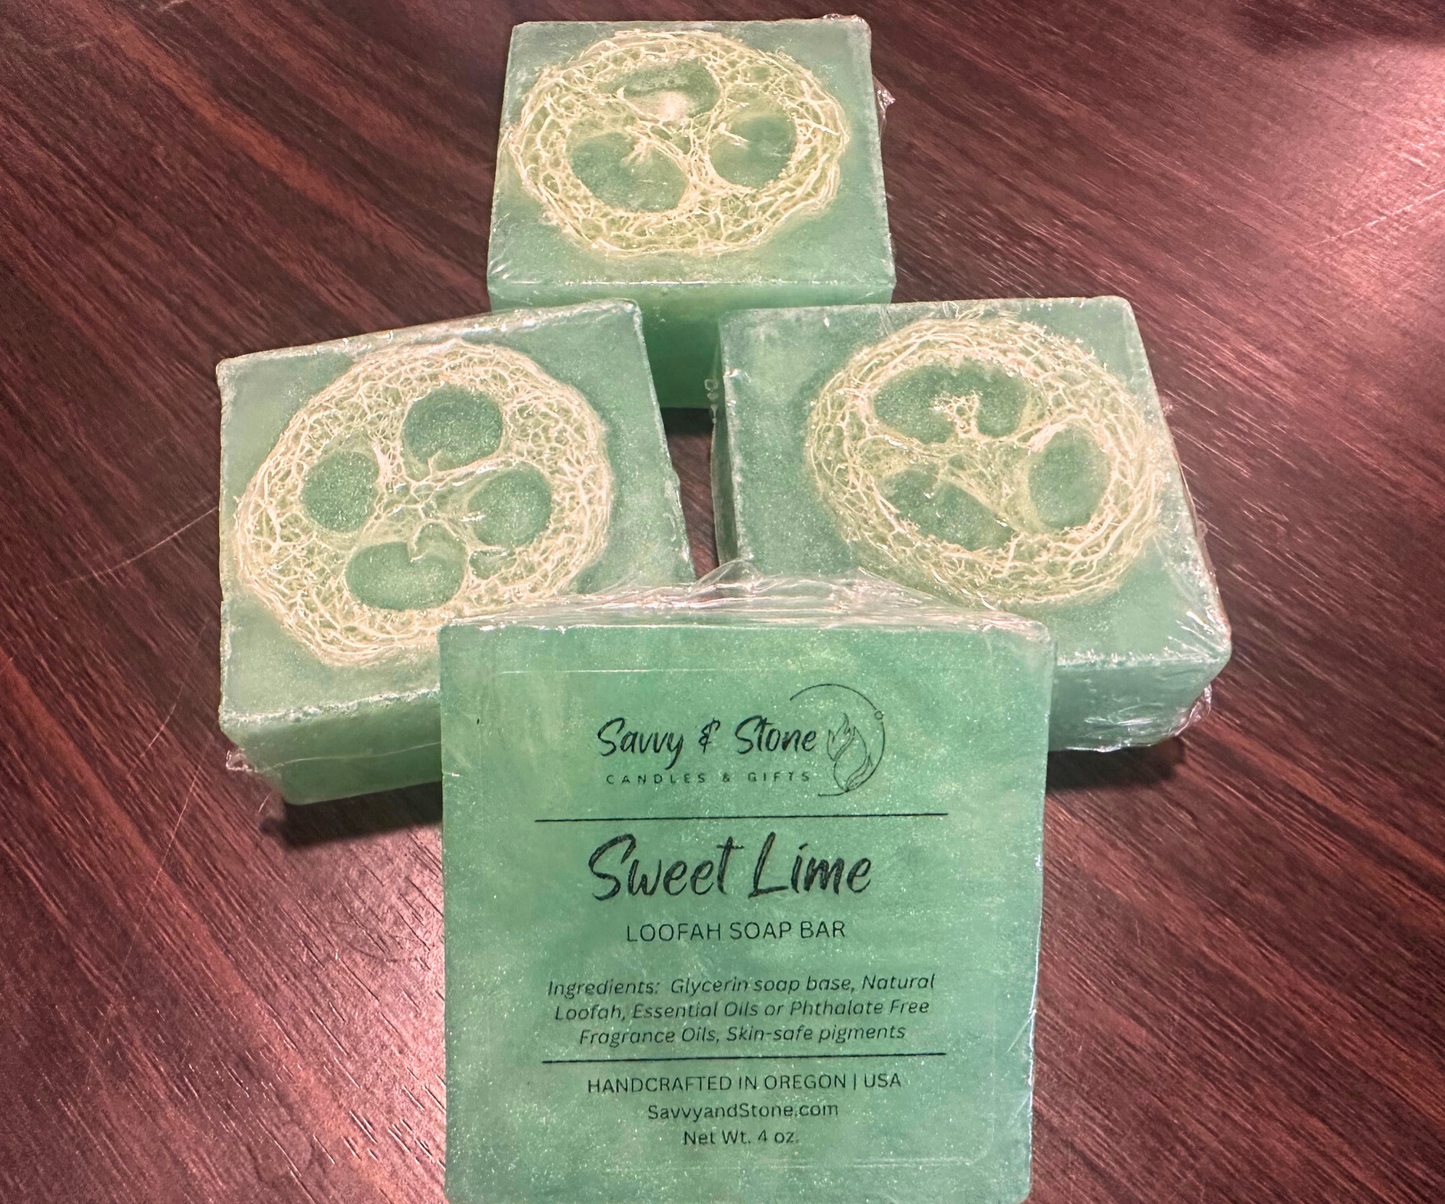 Savvy & Stone
CANDLES & GIFTS
Sweet Lime
LOOFAH SOAP BAR
Ingredients: Glycerin soap base, Natural
Loofah, Essential Oils or Phthalate Free
Fragrance Oils, Skin-safe pigments
HANDCRAFTED IN OREGON | USA
SavvyandStone.com
Net Wt. 4 oz.